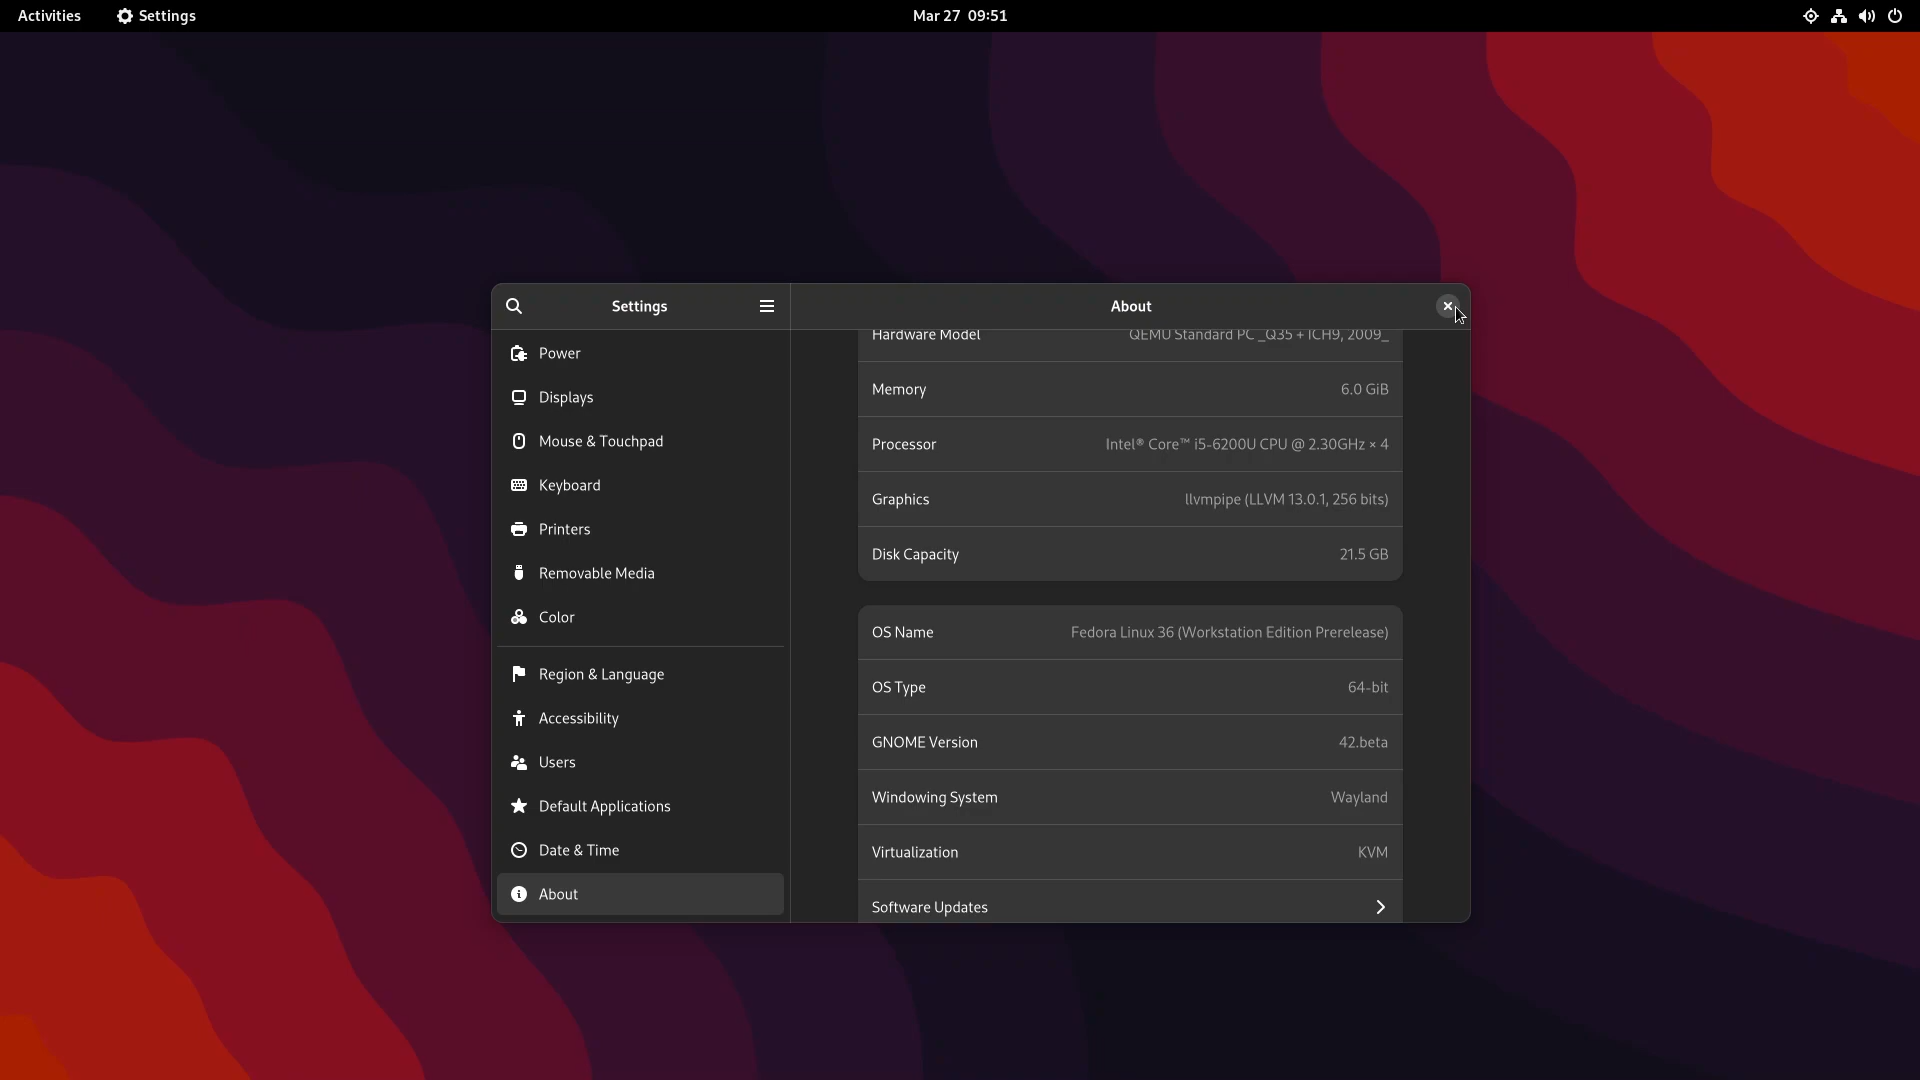 Activities
Settings
Mar 27 09:51
Settings
About
Power
Displays
Mouse & Touchpad
Keyboard
Printers
Removable Media
Color
Region & Language
Accessibility
Users
Default Applications
Date & Time
About
Hardware Model QEMU Standard PC _Q35 + ICH9, 2009_
Memory 6.0 GiB
Processor Intel® Core™ i5-6200U CPU @ 2.30GHz × 4
Graphics llvmpipe (LLVM 13.0.1, 256 bits)
Disk Capacity 21.5 GB
OS Name Fedora Linux 36 (Workstation Edition Prerelease)
OS Type 64-bit
GNOME Version 42.beta
Windowing System Wayland
Virtualization KVM
Software Updates